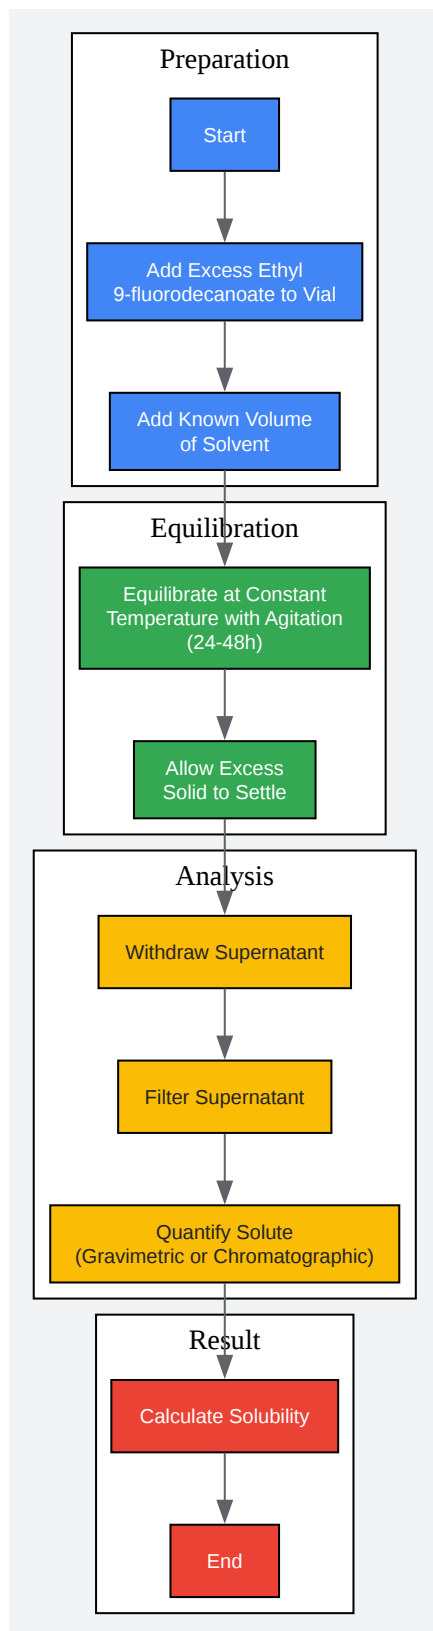 Preparation
Start
Add Excess Ethyl
9-fluorodecanoate to Vial
Add Known Volume
of Solvent
Equilibration
Equilibrate at Constant
Temperature with Agitation
(24-48h)
Allow Excess
Solid to Settle
Analysis
Withdraw Supernatant
Filter Supernatant
Quantify Solute
(Gravimetric or Chromatographic)
Result
Calculate Solubility
End